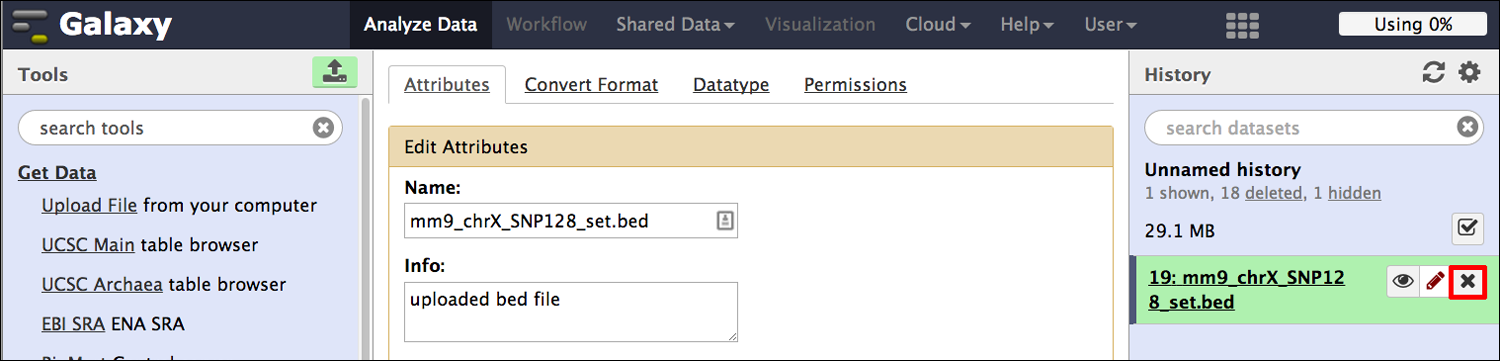 Galaxy
Analyze Data Workflow Shared Data Visualization Cloud Help User Using 0%
Tools
search tools
Get Data
Upload File from your computer
UCSC Main table browser
UCSC Archaea table browser
EBI SRA ENA SRA
Attributes Convert Format Datatype Permissions
Edit Attributes
Name:
mm9_chrX_SNP128_set.bed
Info:
uploaded bed file
History
search datasets
Unnamed history
1 shown, 18 deleted, 1 hidden
29.1 MB
19: mm9_chrX_SNP12
8_set.bed